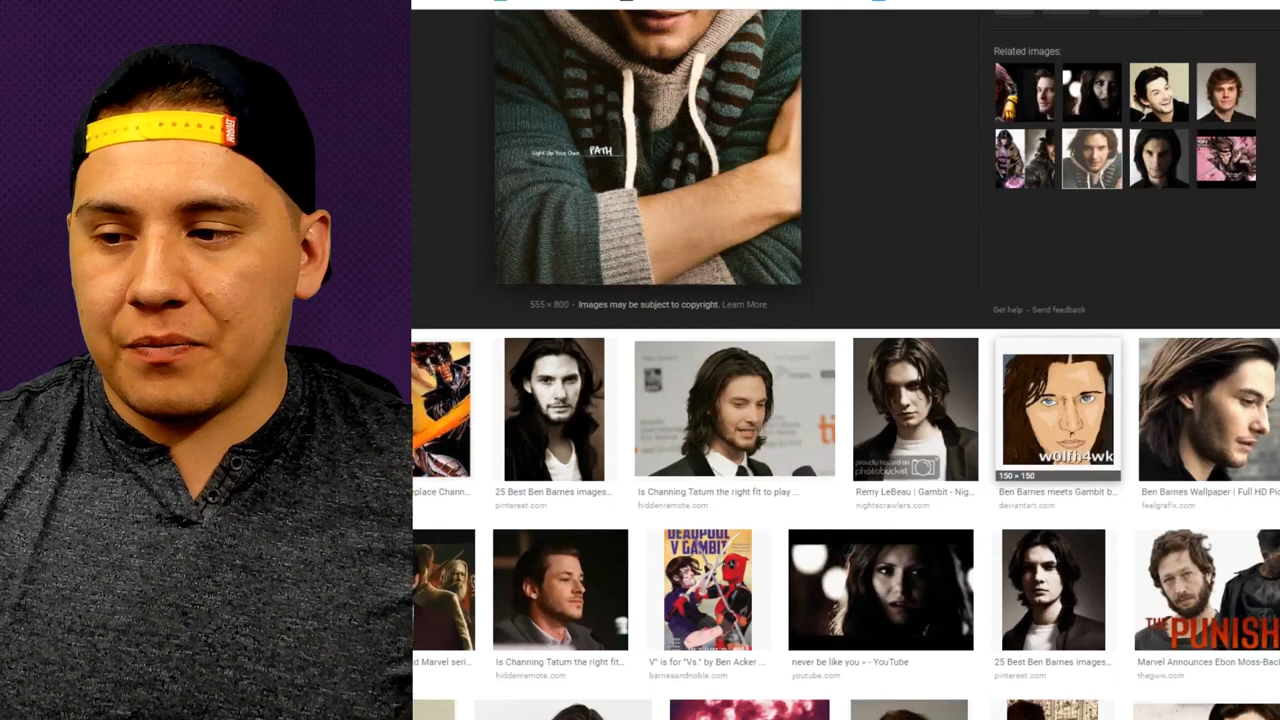 Related images:
Light Up Your Own PATH
555 × 800 - Images may be subject to copyright. Learn More
Get help - Send feedback
proudly hosted on
photobucket
w0lfh4wk
150 × 150
eplace Chann...
25 Best Ben Barnes images...
Is Channing Tatum the right fit to play ...
Remy LeBeau | Gambit - Nig...
Ben Barnes meets Gambit b...
Ben Barnes Wallpaper | Full HD Pic
pinterest.com
hiddenremote.com
nightscrawlers.com
deviantart.com
feelgrafix.com
DEADPOOL
V GAMBIT
THE PUNISH
d Marvel seri...
Is Channing Tatum the right fit...
V" is for "Vs." by Ben Acker ...
never be like you » - YouTube
25 Best Ben Barnes images...
Marvel Announces Ebon Moss-Bac
hiddenremote.com
barnesandnoble.com
youtube.com
pinterest.com
thegww.com